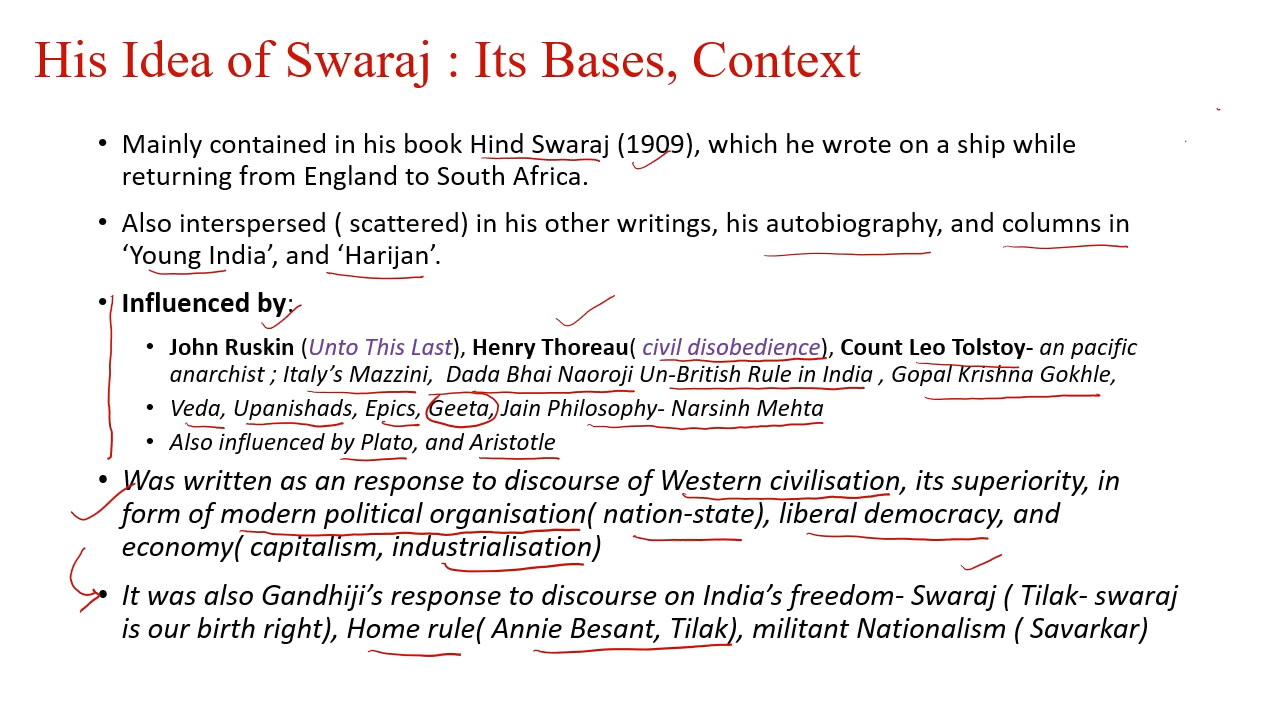 His Idea of Swaraj : Its Bases, Context
• Mainly contained in his book Hind Swaraj (1909), which he wrote on a ship while
returning from England to South Africa.
• Also interspersed ( scattered) in his other writings, his autobiography, and columns in
‘Young India’, and ‘Harijan’.
• Influenced by:
• John Ruskin (Unto This Last), Henry Thoreau( civil disobedience), Count Leo Tolstoy- an pacific
anarchist ; Italy’s Mazzini, Dada Bhai Naoroji Un-British Rule in India , Gopal Krishna Gokhle,
• Veda, Upanishads, Epics, Geeta, Jain Philosophy- Narsinh Mehta
• Also influenced by Plato, and Aristotle
• Was written as an response to discourse of Western civilisation, its superiority, in
form of modern political organisation( nation-state), liberal democracy, and
economy( capitalism, industrialisation)
• It was also Gandhiji’s response to discourse on India’s freedom- Swaraj ( Tilak- swaraj
is our birth right), Home rule( Annie Besant, Tilak), militant Nationalism ( Savarkar)